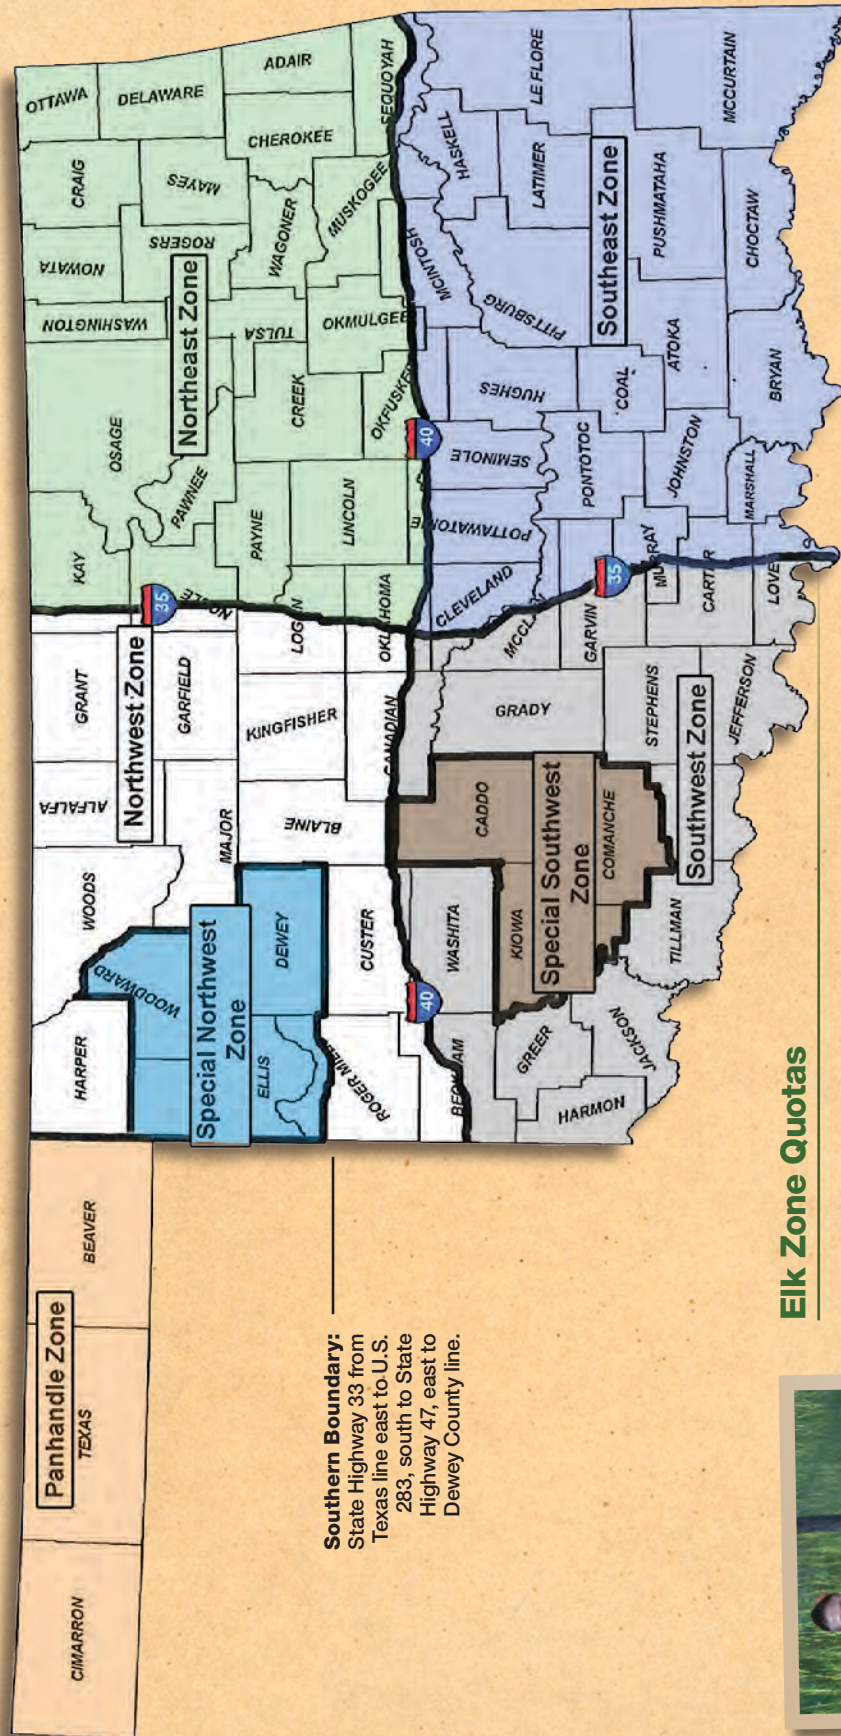 Panhandle Zone
CIMARRON
TEXAS
BEAVER
HARPER
WOODS
ALFALFA
GRANT
Northwest Zone
WOODWARD
ELLIS
DEWEY
Special Northwest
Zone
MAJOR
GARFIELD
35
NOBLE
BLAINE
KINGFISHER
LOGAN
ROGER MILLS
CUSTER
CANADIAN
OKLAHOMA
KAY
OSAGE
WASHINGTON
NOWATA
CRAIG
OTTAWA
DELAWARE
Northeast Zone
ROGERS
MAYES
PAWNEE
PAYNE
CREEK
TULSA
WAGONER
CHEROKEE
ADAIR
LINCOLN
OKFUSKEE
OKMULGEE
MUSKOGEE
SEQUOYAH
40
40
BECKHAM
WASHITA
CADDO
GRADY
MCCLAIN
GREER
KIOWA
COMANCHE
Special Southwest
Zone
HARMON
JACKSON
TILLMAN
Southwest Zone
STEPHENS
JEFFERSON
GARVIN
35
MURRAY
CARTER
LOVE
CLEVELAND
POTTAWATOMIE
SEMINOLE
HUGHES
MCINTOSH
HASKELL
LE FLORE
PITTSBURG
LATIMER
Southeast Zone
PONTOTOC
COAL
ATOKA
PUSHMATAHA
MCCURTAIN
JOHNSTON
MARSHALL
BRYAN
CHOCTAW
Southern Boundary:
State Highway 33 from
Texas line east to U.S.
283, south to State
Highway 47, east to
Dewey County line.
Elk Zone Quotas